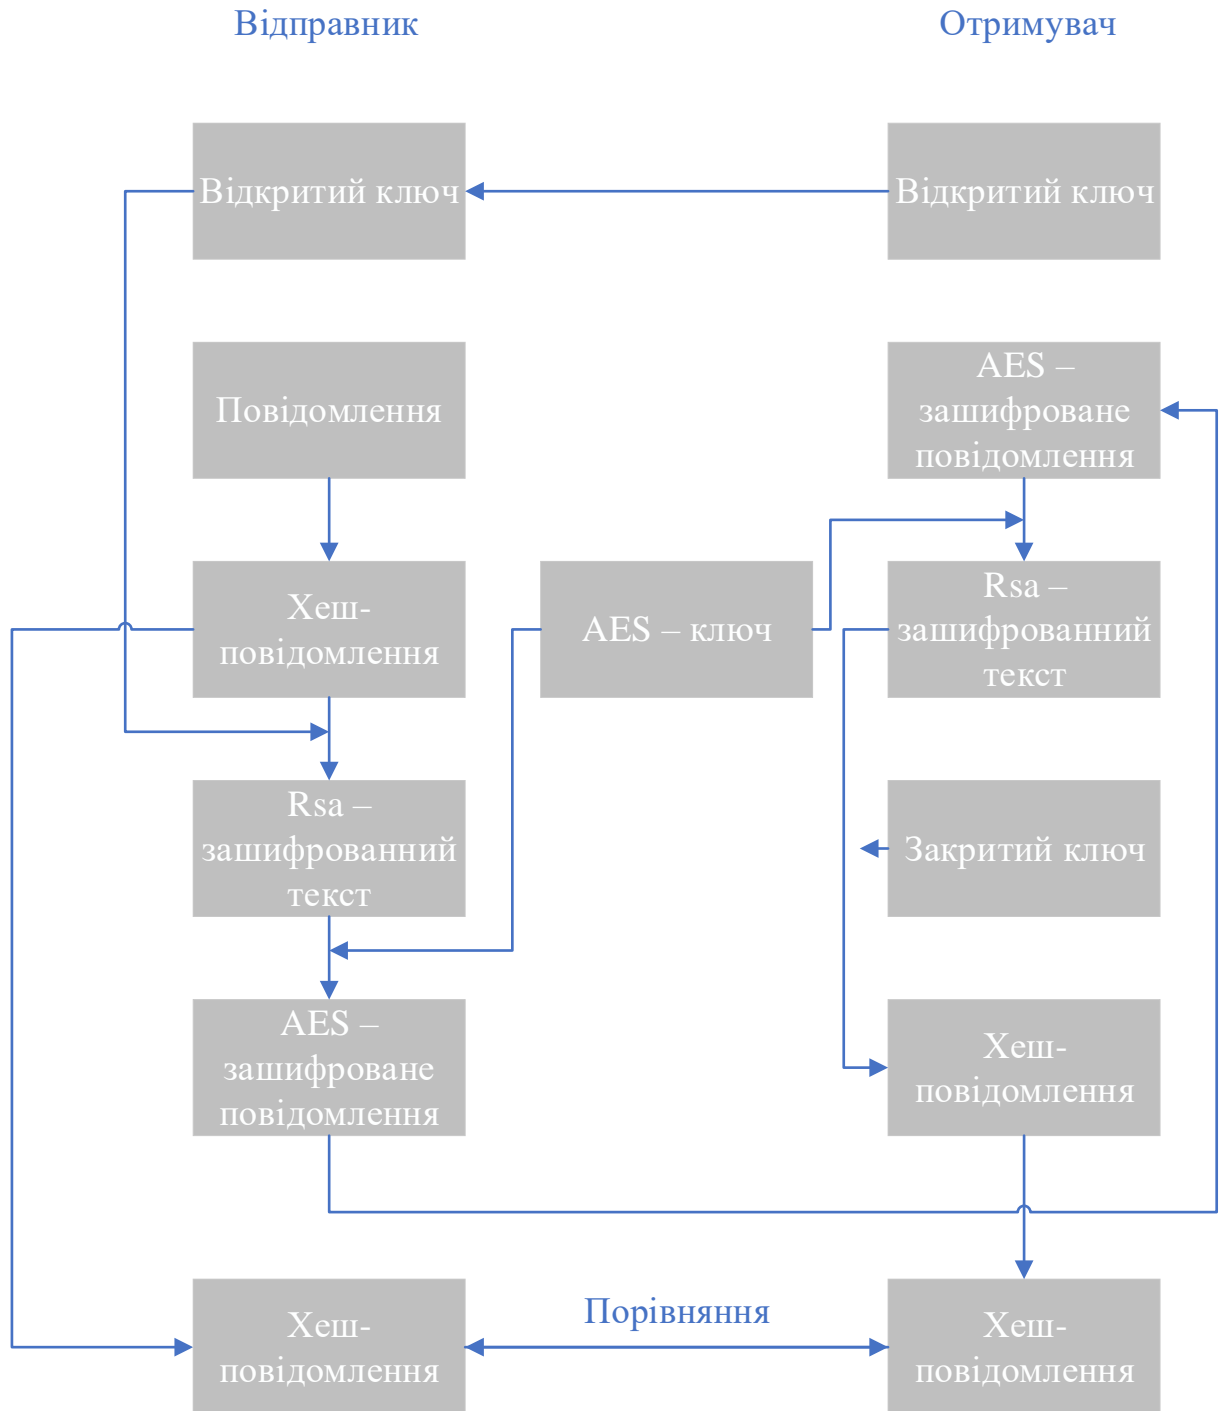 Відправник
Отримувач
Відкритий ключ
Відкритий ключ
Повідомлення
AES –
зашифроване
повідомлення
Хеш-
повідомлення
AES – ключ
Rsa –
зашифрованний
текст
Rsa –
зашифрованний
текст
Закритий ключ
AES –
зашифроване
повідомлення
Хеш-
повідомлення
Хеш-
повідомлення
Порівняння
Хеш-
повідомлення